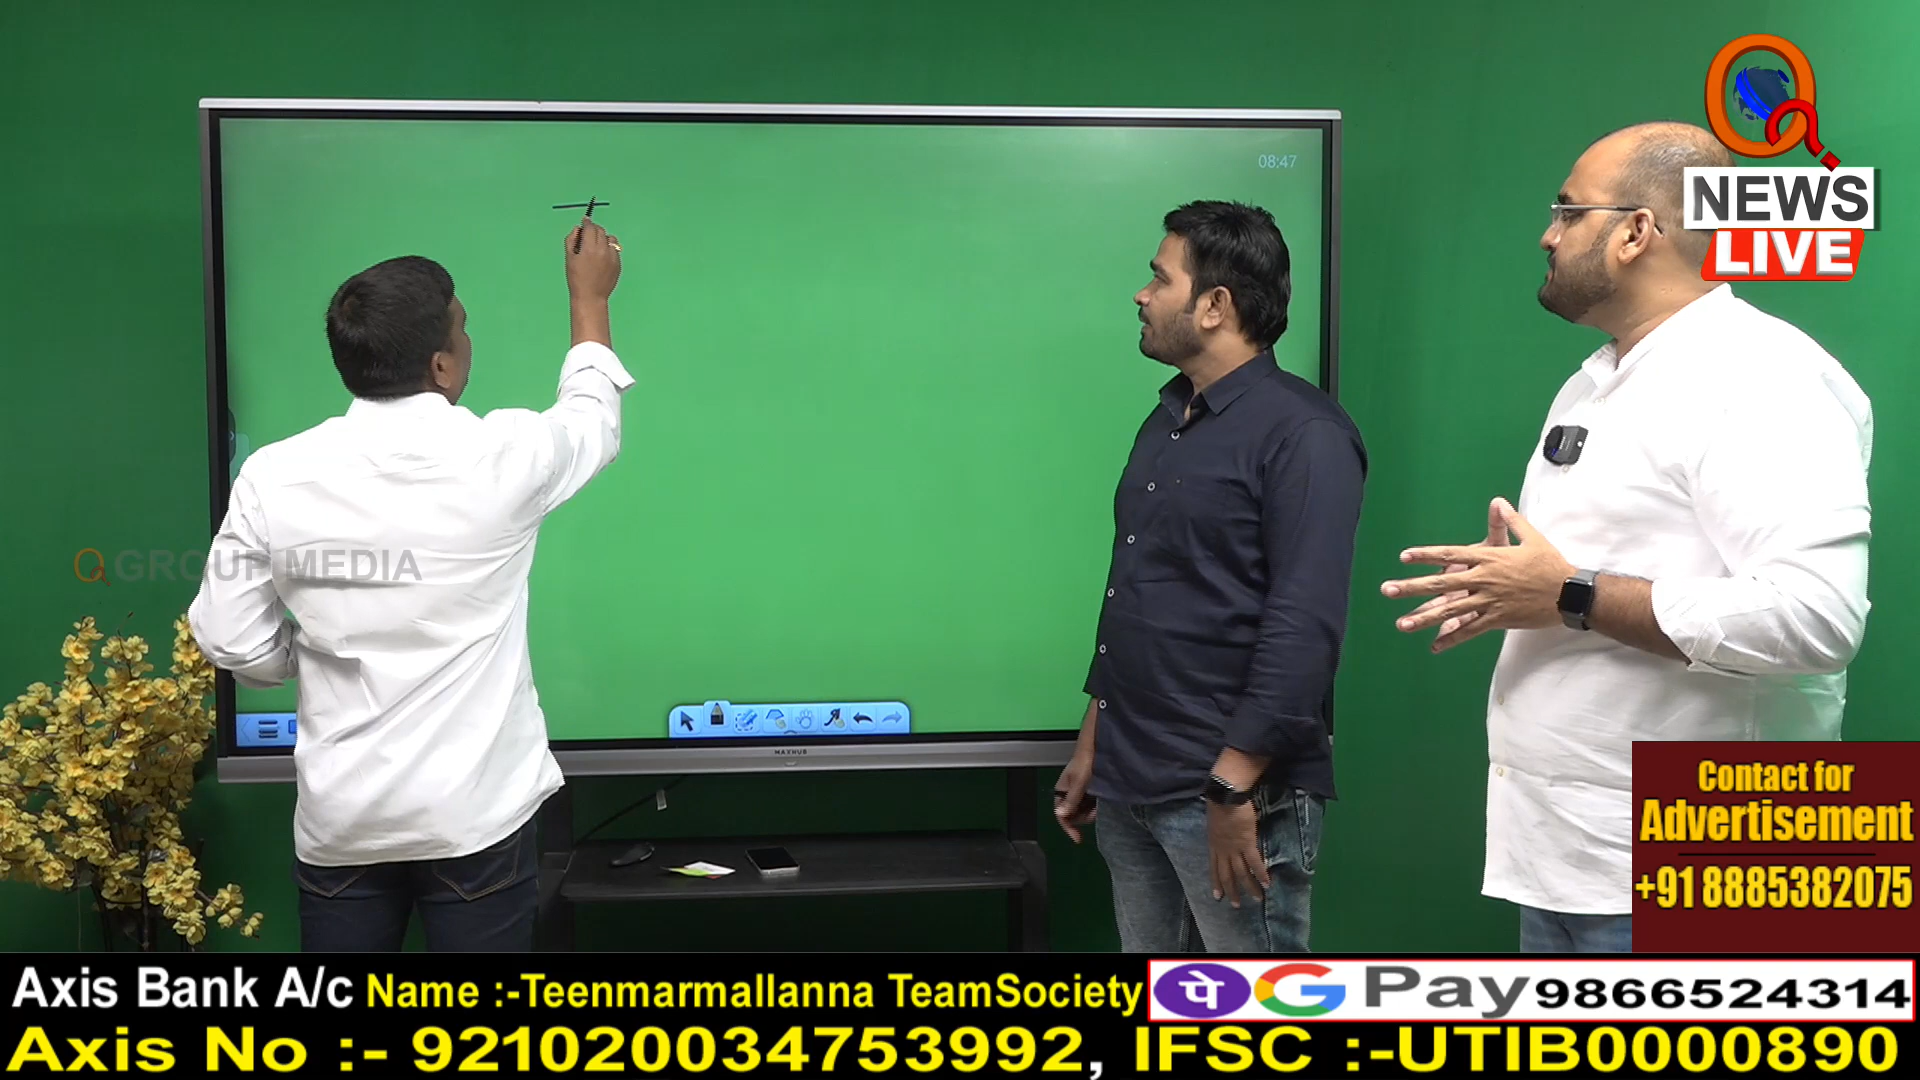 08:47
NEWS
LIVE
Q GROUP MEDIA
MAXHUB
Contact for
Advertisement
+91 8885382075
Axis Bank A/c Name :-Teenmarmallanna TeamSociety
पे G Pay 9866524314
Axis No :- 921020034753992, IFSC :-UTIB0000890